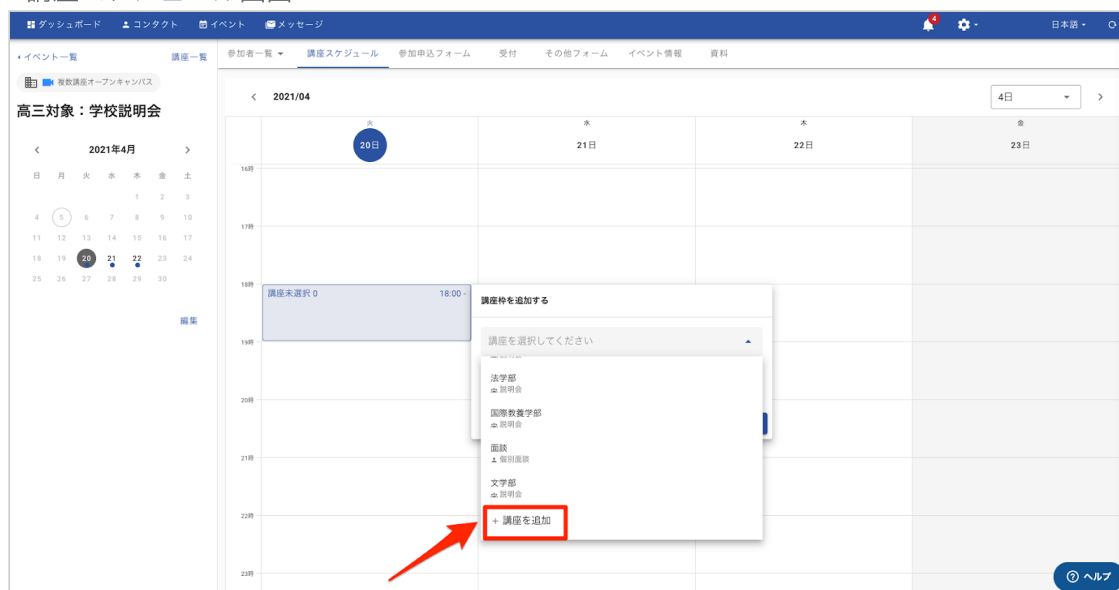 ダッシュボード コンタクト イベント メッセージ 4 日本語
イベント一覧 講座一覧
複数講座オープンキャンパス
高三対象：学校説明会
2021年4月
日 月 火 水 木 金 土
1 2 3
4 5 6 7 8 9 10
11 12 13 14 15 16 17
18 19 20 21 22 23 24
25 26 27 28 29 30
編集
参加者一覧 講座スケジュール 参加申込フォーム 受付 その他フォーム イベント情報 資料
2021/04 4日
火 水 木 金
20日 21日 22日 23日
16時
17時
18時
講座未選択 0 18:00 -
講座枠を追加する
19時
講座を選択してください
法学部
説明会
20時
国際教養学部
説明会
面談
個別面談
21時
文学部
説明会
+ 講座を追加
22時
23時
ヘルプ